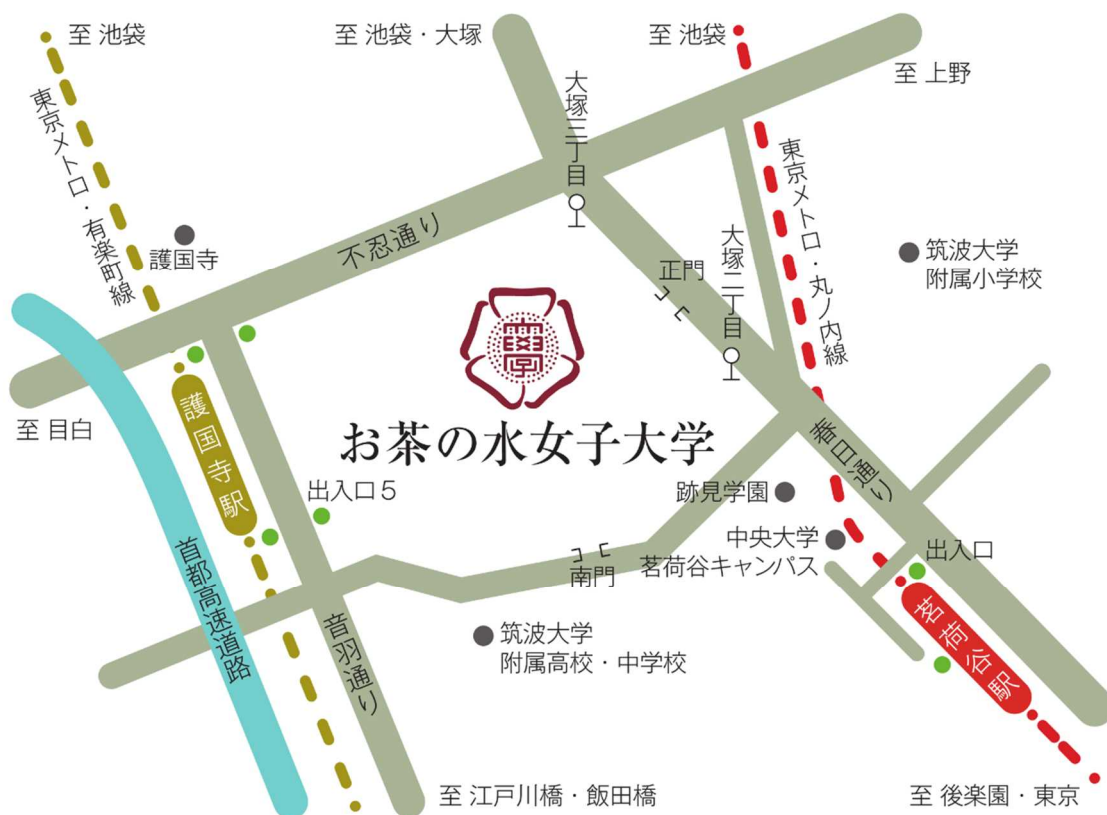 至 池袋
至 池袋・大塚
至 池袋
至 上野
東京メトロ・有楽町線
大塚三丁目
東京メトロ・丸ノ内線
護国寺
不忍通り
正門
大塚二丁目
筑波大学
附属小学校
學
お茶の水女子大学
至 目白
護国寺駅
出入口5
春日通り
跡見学園
中央大学
茗荷谷キャンパス
出入口
首都高速道路
南門
茗荷谷駅
音羽通り
筑波大学
附属高校・中学校
至 江戸川橋・飯田橋
至 後楽園・東京